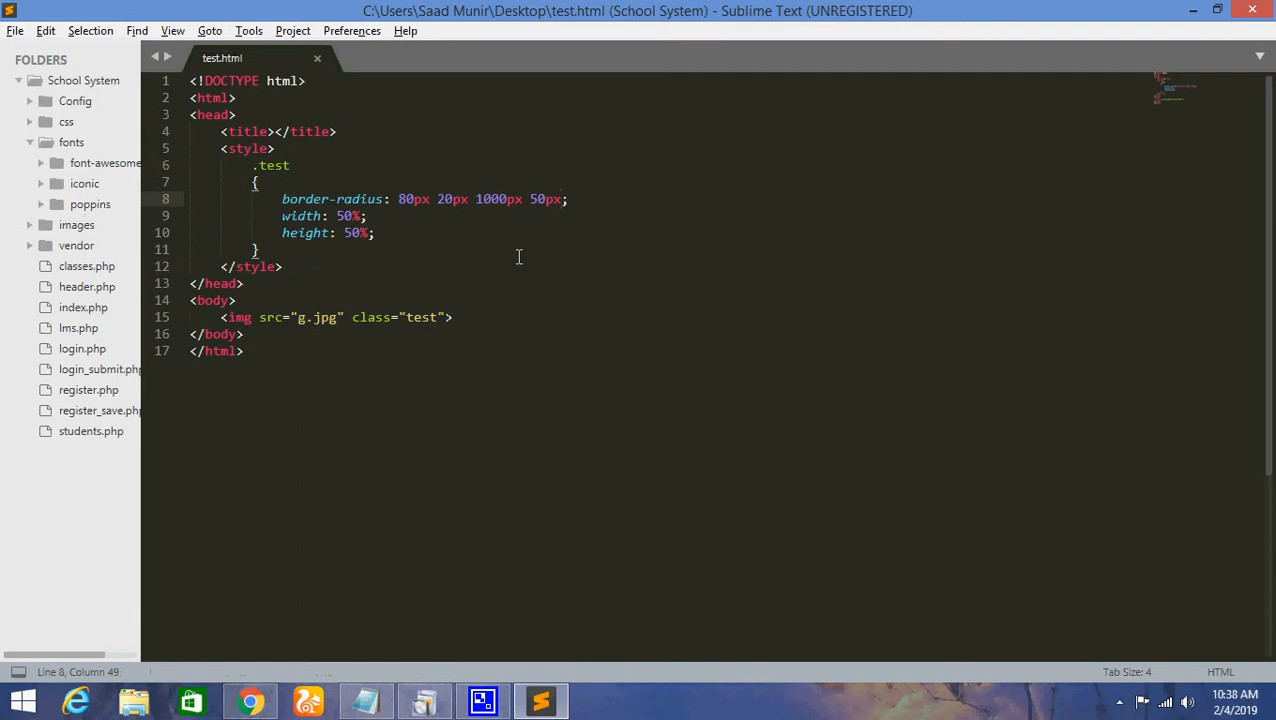 C:\Users\Saad Munir\Desktop\test.html (School System) - Sublime Text (UNREGISTERED)
File Edit Selection Find View Goto Tools Project Preferences Help
FOLDERS
School System
Config
css
fonts
font-awesome
iconic
poppins
images
vendor
classes.php
header.php
index.php
lms.php
login.php
login_submit.php
register.php
register_save.php
students.php
test.html
1 <!DOCTYPE html>
2 <html>
3 <head>
4 <title></title>
5 <style>
6 .test
7 {
8 border-radius: 80px 20px 1000px 50px;
9 width: 50%;
10 height: 50%;
11 }
12 </style>
13 </head>
14 <body>
15 <img src="g.jpg" class="test">
16 </body>
17 </html>
Line 8, Column 49
Tab Size: 4
HTML
10:38 AM
2/4/2019